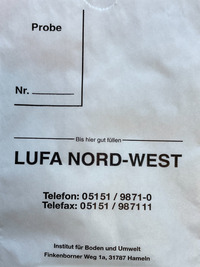 Probe
Nr.
Bis hier gut füllen
LUFA NORD-WEST
Telefon: 05151 / 9871-0
Telefax: 05151 / 987111
Institut für Boden und Umwelt
Finkenborner Weg 1a, 31787 Hameln